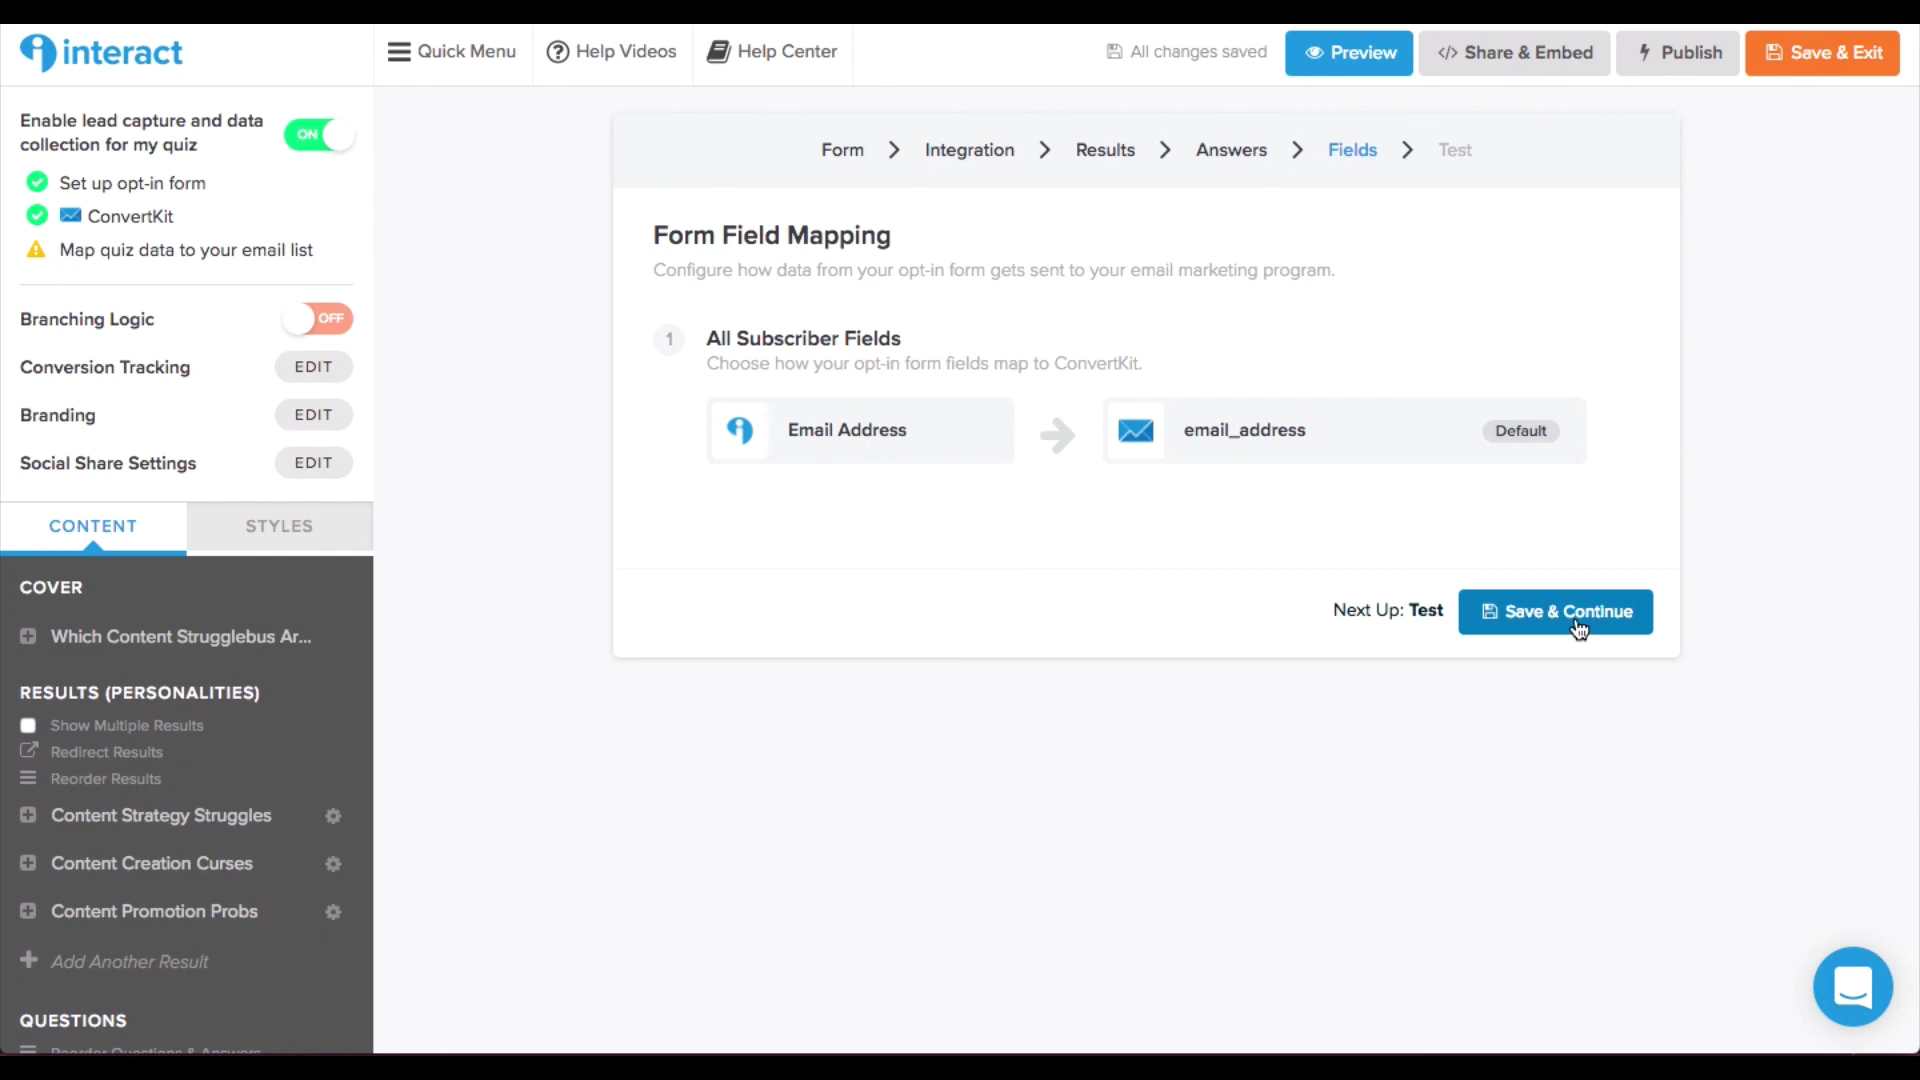 interact
Quick Menu
Help Videos
Help Center
All changes saved
Preview
</> Share & Embed
Publish
Save & Exit
Enable lead capture and data
collection for my quiz
ON
Set up opt-in form
ConvertKit
Map quiz data to your email list
Branching Logic
OFF
Conversion Tracking
EDIT
Branding
EDIT
Social Share Settings
EDIT
CONTENT
STYLES
COVER
Which Content Strugglebus Ar...
RESULTS (PERSONALITIES)
Show Multiple Results
Redirect Results
Reorder Results
Content Strategy Struggles
Content Creation Curses
Content Promotion Probs
Add Another Result
QUESTIONS
Reorder Questions & Answers
Form
Integration
Results
Answers
Fields
Test
Form Field Mapping
Configure how data from your opt-in form gets sent to your email marketing program.
1
All Subscriber Fields
Choose how your opt-in form fields map to ConvertKit.
Email Address
email_address
Default
Next Up: Test
Save & Continue